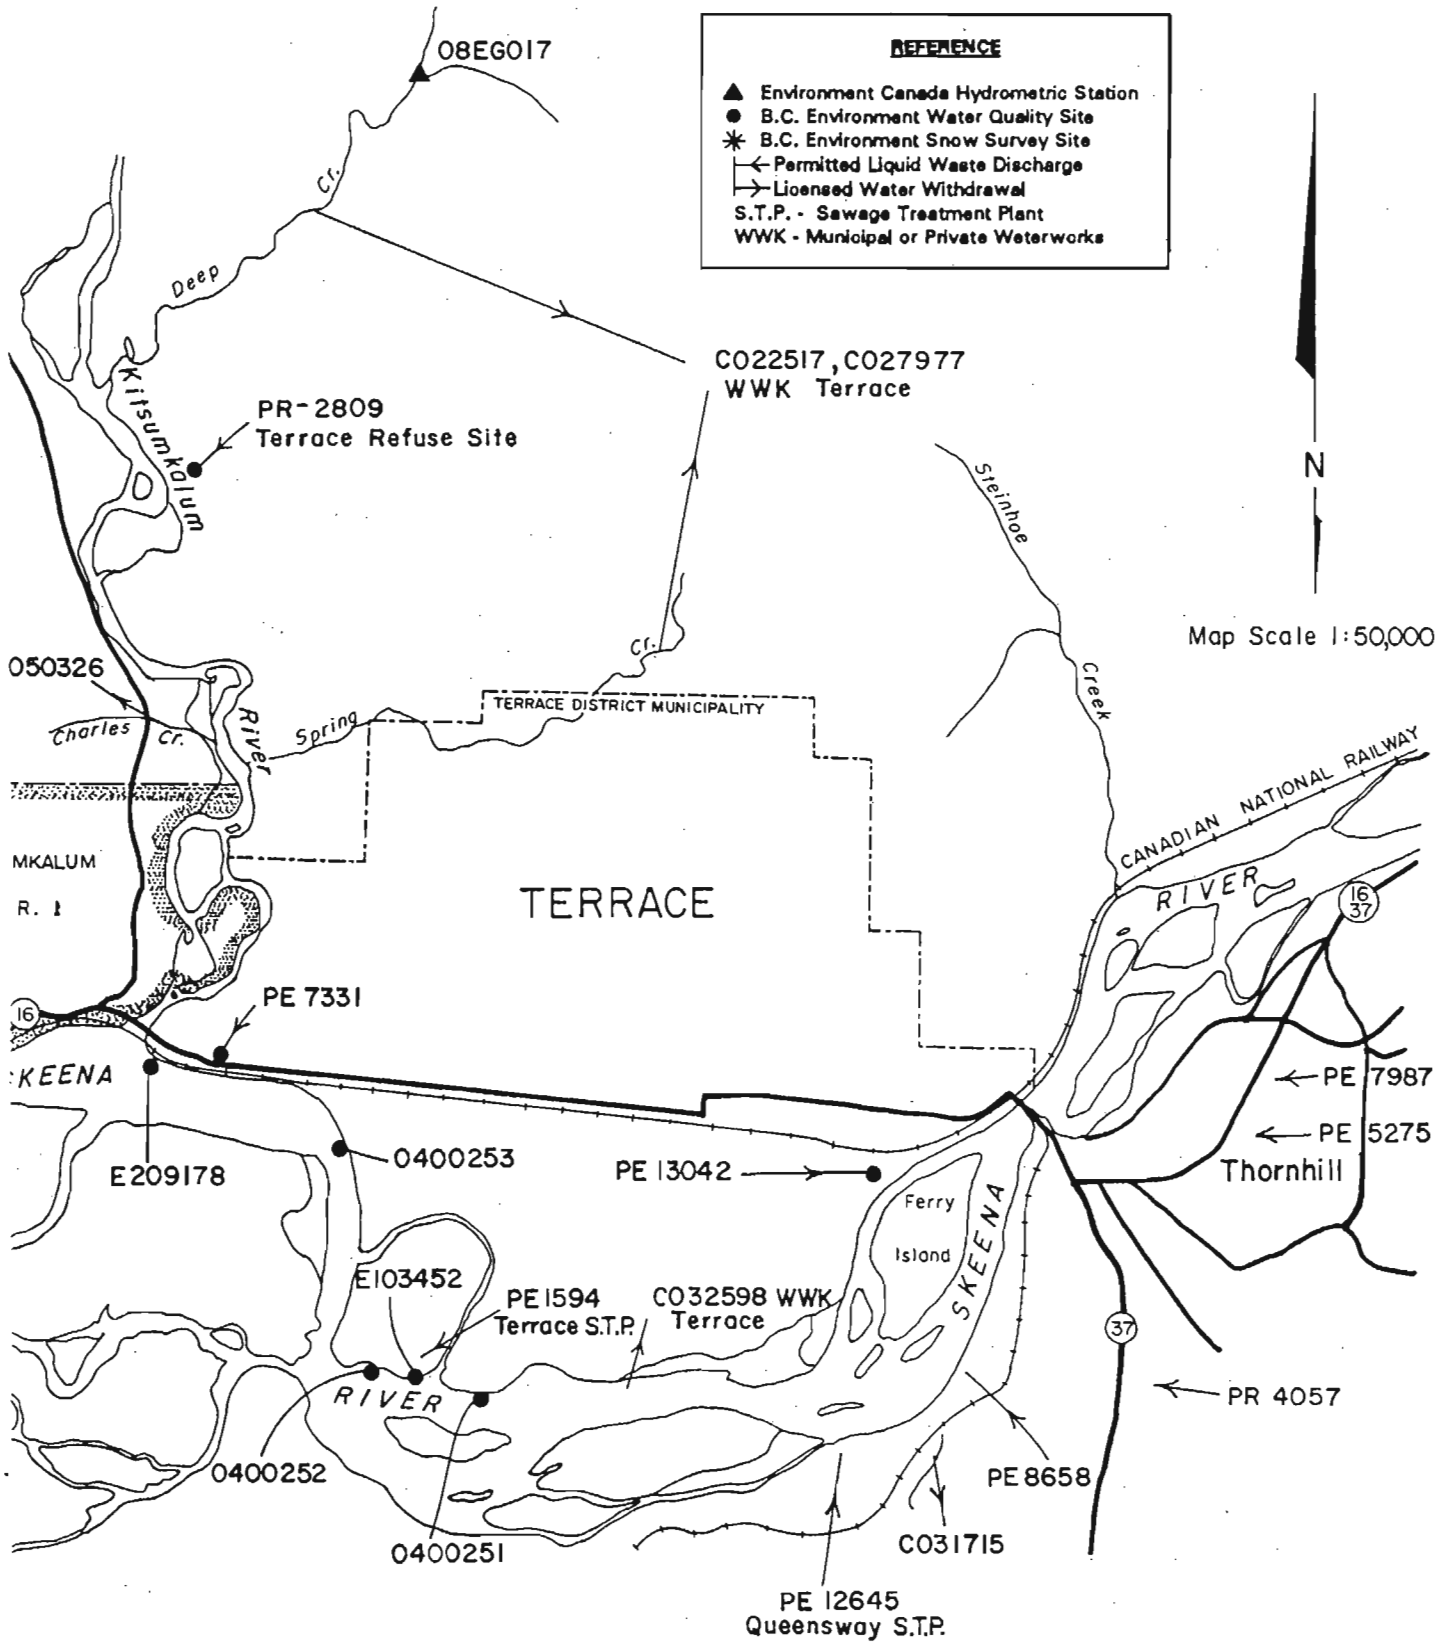 08EG017
REFERENCE
Environment Canada Hydrometric Station
B.C. Environment Water Quality Site
B.C. Environment Snow Survey Site
Permitted Liquid Waste Discharge
Licensed Water Withdrawal
S.T.P. - Sewage Treatment Plant
WWK - Municipal or Private Waterworks
Deep Cr.
C022517, C027977
WWK Terrace
Kitsumkalum River
PR-2809
Terrace Refuse Site
Steinhoe Creek
N
Map Scale 1:50,000
050326
Charles Cr.
Spring Cr.
TERRACE DISTRICT MUNICIPALITY
CANADIAN NATIONAL RAILWAY
MKALUM
R. 1
TERRACE
RIVER
16
37
16
PE 7331
KEENA
PE 7987
PE 5275
Thornhill
E209178
0400253
PE 13042
Ferry
Island
SKEENA
E103452
PE 1594
Terrace S.T.P.
C032598 WWK
Terrace
37
RIVER
PR 4057
0400252
PE 8658
0400251
C031715
PE 12645
Queensway S.T.P.